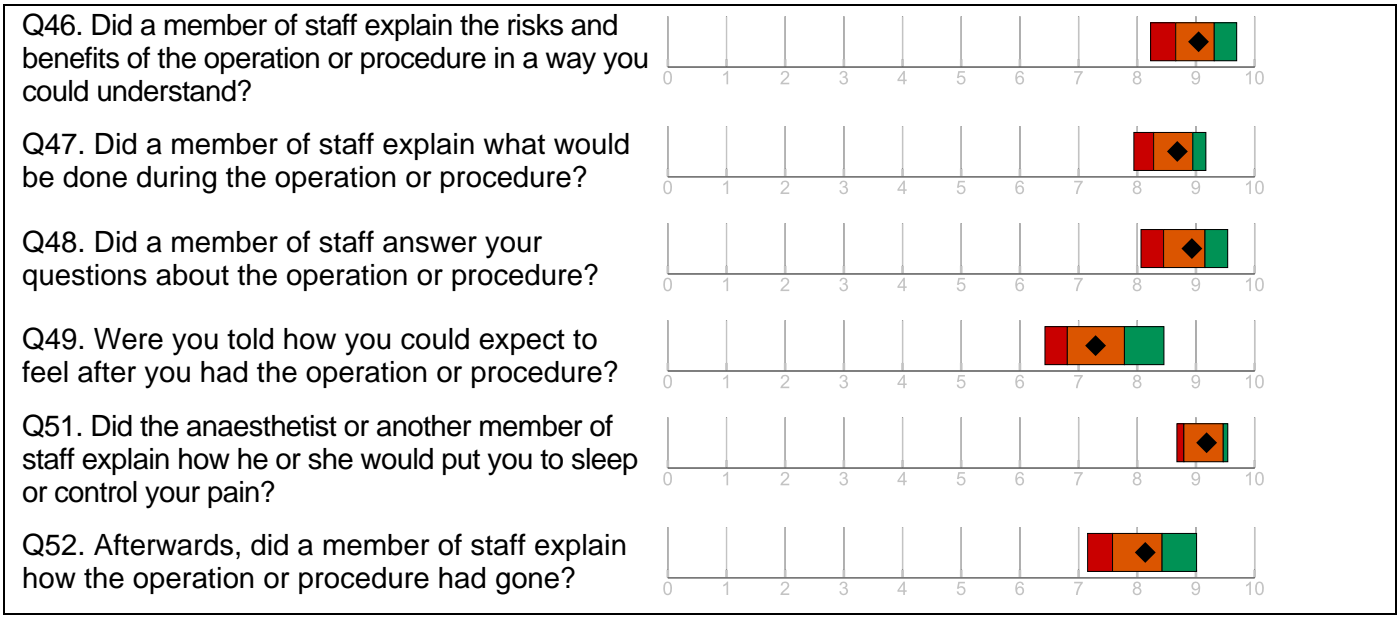 Q46. Did a member of staff explain the risks and
benefits of the operation or procedure in a way you
could understand?
0 1 2 3 4 5 6 7 8 9 10
Q47. Did a member of staff explain what would
be done during the operation or procedure?
0 1 2 3 4 5 6 7 8 9 10
Q48. Did a member of staff answer your
questions about the operation or procedure?
0 1 2 3 4 5 6 7 8 9 10
Q49. Were you told how you could expect to
feel after you had the operation or procedure?
0 1 2 3 4 5 6 7 8 9 10
Q51. Did the anaesthetist or another member of
staff explain how he or she would put you to sleep
or control your pain?
0 1 2 3 4 5 6 7 8 9 10
Q52. Afterwards, did a member of staff explain
how the operation or procedure had gone?
0 1 2 3 4 5 6 7 8 9 10